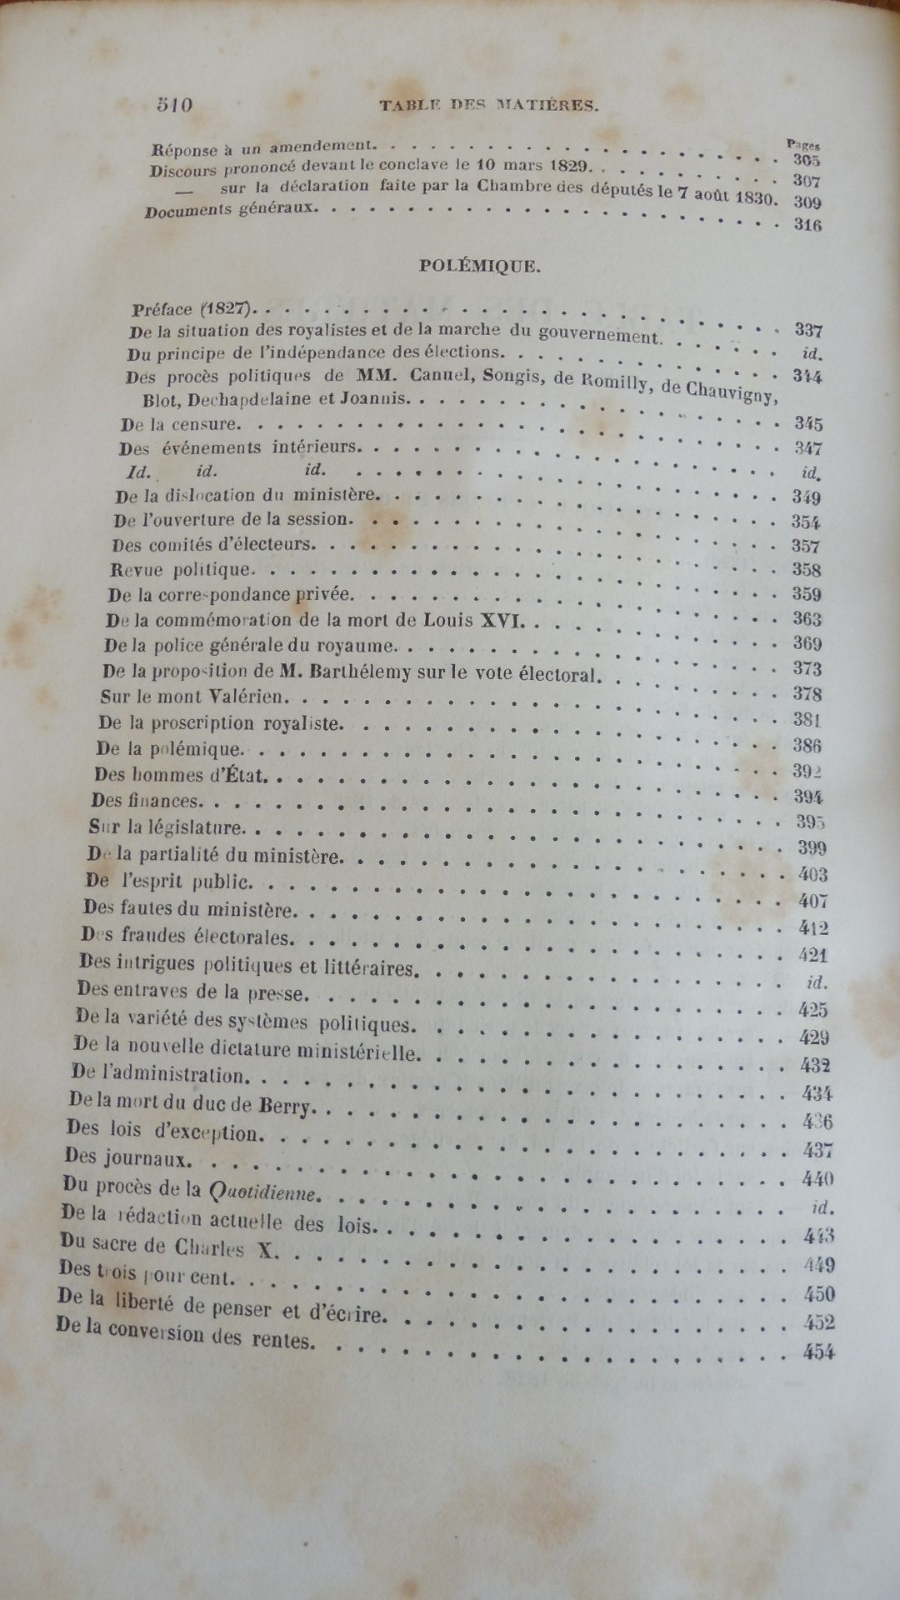 510 TABLE DES MATIÈRES.
Pages
Réponse à un amendement. 305
Discours prononcé devant le conclave le 10 mars 1829. 307
— sur la déclaration faite par la Chambre des députés le 7 août 1830. 309
Documents généraux. 316
POLÉMIQUE.
Préface (1827). 337
De la situation des royalistes et de la marche du gouvernement. id.
Du principe de l'indépendance des élections. 344
Des procès politiques de MM. Canuel, Songis, de Romilly, de Chauvigny,
Blot, Dechapdelaine et Joannis. 345
De la censure. 347
Des événements intérieurs. id.
Id. id. id. 349
De la dislocation du ministère. 354
De l'ouverture de la session. 357
Des comités d'électeurs. 358
Revue politique. 359
De la correspondance privée. 363
De la commémoration de la mort de Louis XVI. 369
De la police générale du royaume. 373
De la proposition de M. Barthélemy sur le vote électoral. 378
Sur le mont Valérien. 381
De la proscription royaliste. 386
De la polémique. 392
Des hommes d'État. 394
Des finances. 395
Sur la législature. 399
De la partialité du ministère. 403
De l'esprit public. 407
Des fautes du ministère. 412
Des fraudes électorales. 421
Des intrigues politiques et littéraires. id.
Des entraves de la presse. 425
De la variété des systèmes politiques. 429
De la nouvelle dictature ministérielle. 432
De l'administration. 434
De la mort du duc de Berry. 436
Des lois d'exception. 437
Des journaux. 440
Du procès de la Quotidienne. id.
De la rédaction actuelle des lois. 443
Du sacre de Charles X. 449
Des trois pour cent. 450
De la liberté de penser et d'écrire. 452
De la conversion des rentes. 454